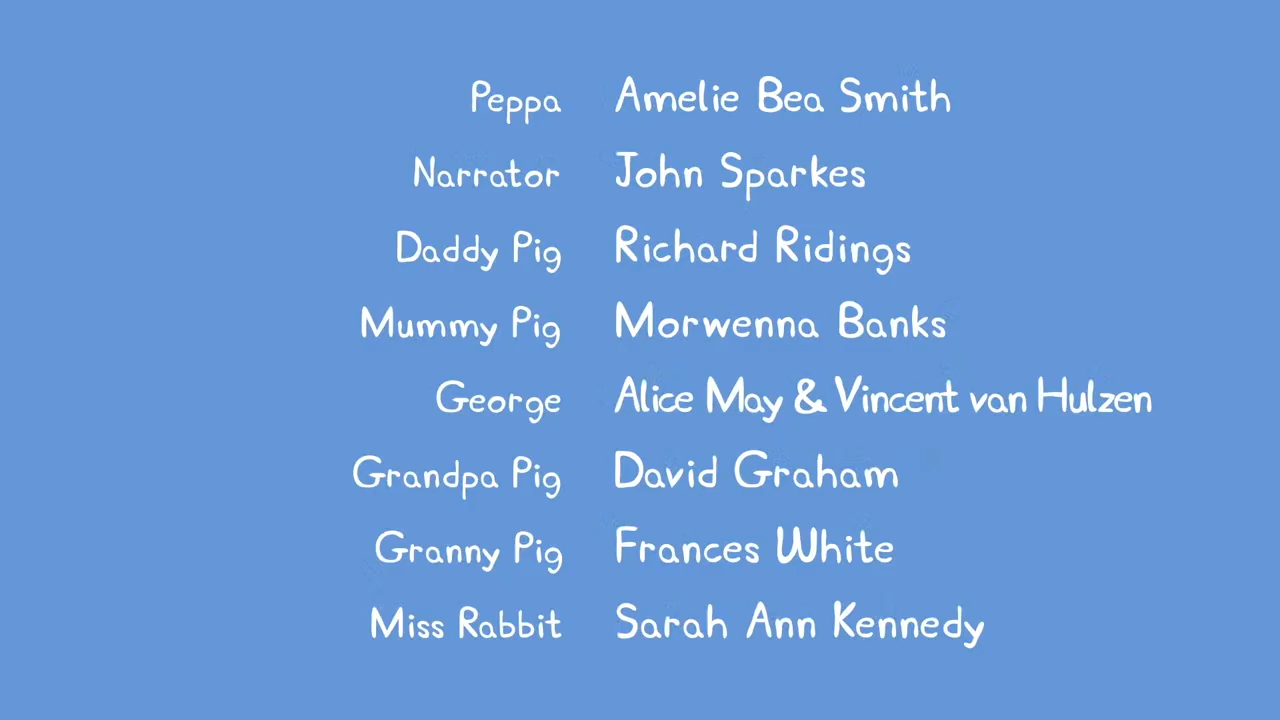 Peppa Amelie Bea Smith
Narrator John Sparkes
Daddy Pig Richard Ridings
Mummy Pig Morwenna Banks
George Alice May & Vincent van Hulzen
Grandpa Pig David Graham
Granny Pig Frances White
Miss Rabbit Sarah Ann Kennedy